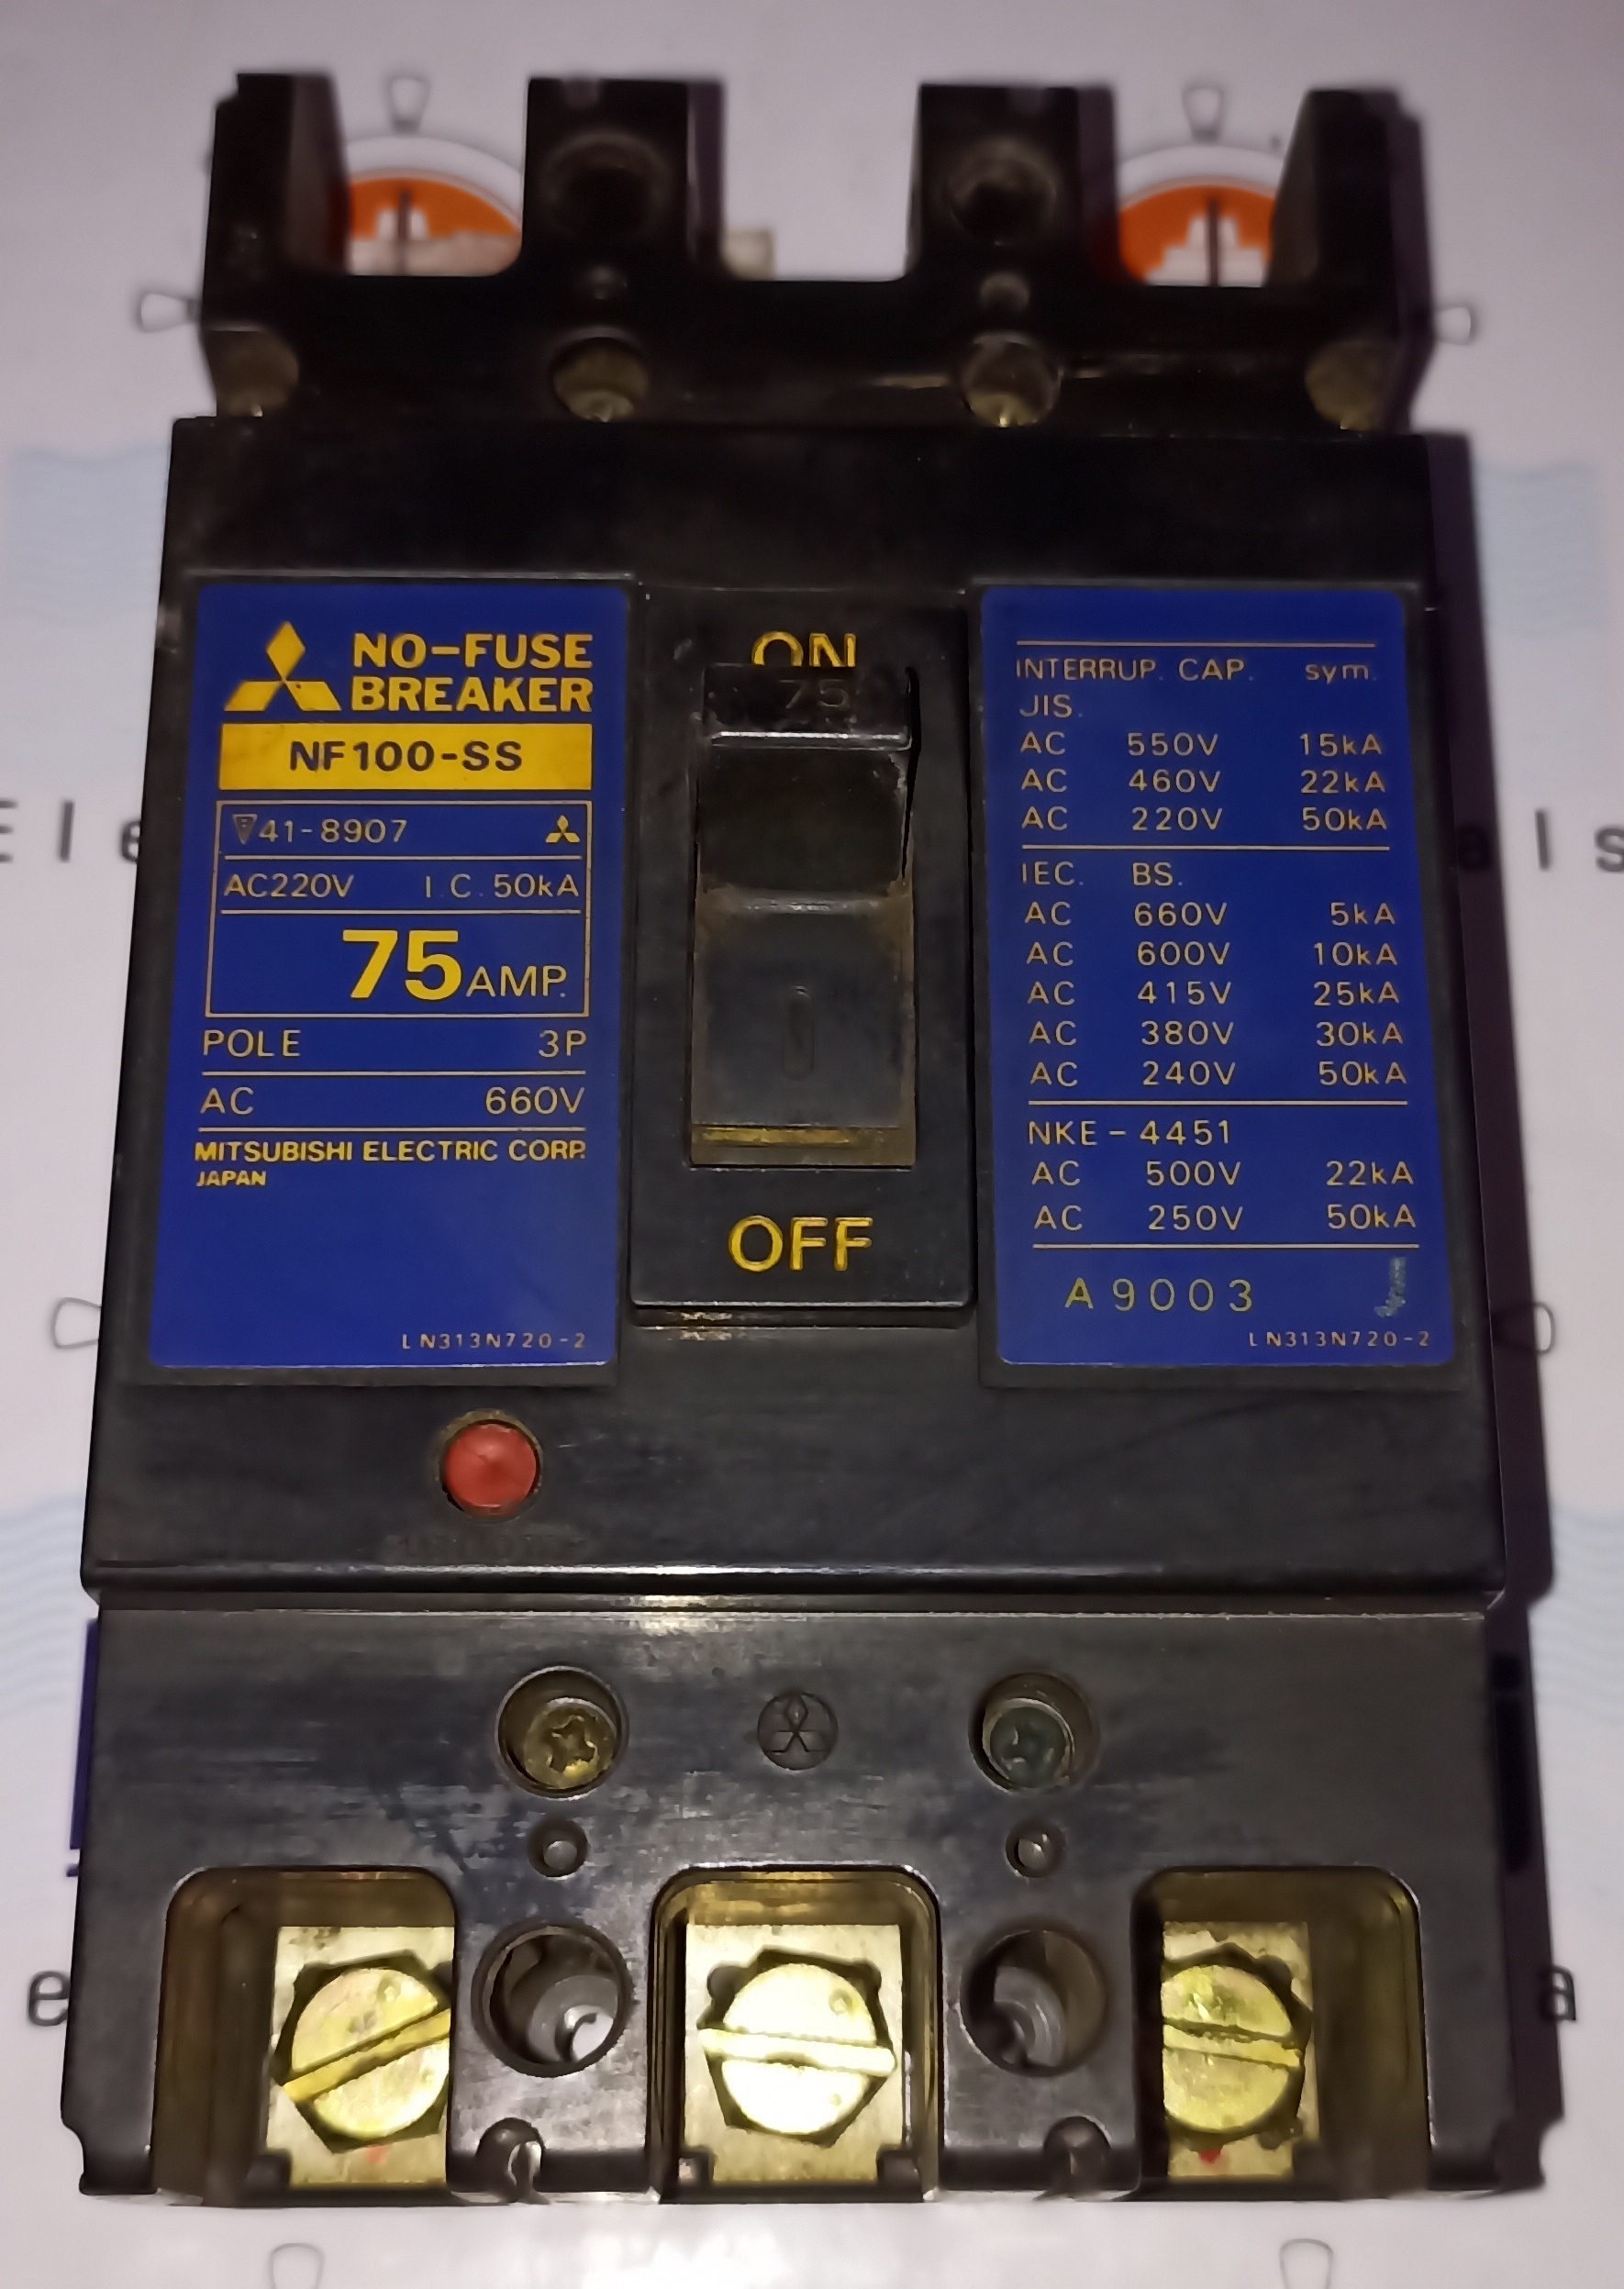 NO-FUSE
BREAKER
NF100-SS
41-8907
AC220V I.C. 50kA
75 AMP.
POLE 3P
AC 660V
MITSUBISHI ELECTRIC CORP.
JAPAN
LN313N720-2
ON
75
OFF
INTERRUP. CAP. sym.
JIS.
AC 550V 15kA
AC 460V 22kA
AC 220V 50kA
IEC. BS.
AC 660V 5kA
AC 600V 10kA
AC 415V 25kA
AC 380V 30kA
AC 240V 50kA
NKE-4451
AC 500V 22kA
AC 250V 50kA
A9003
LN313N720-2